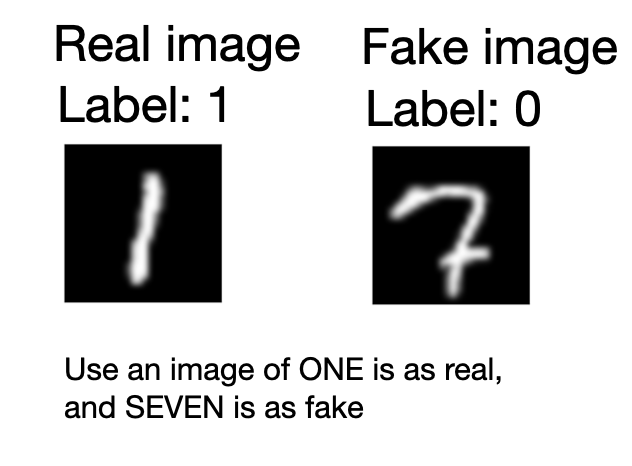 Real image
Label: 1
Fake image
Label: 0
1
7
Use an image of ONE is as real,
and SEVEN is as fake